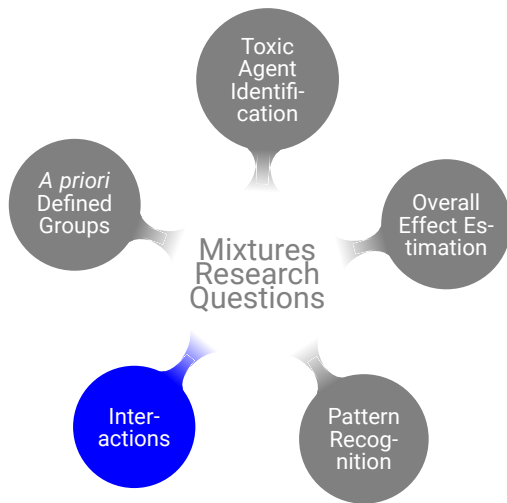 Toxic
Agent
Identifi-
cation
A priori
Defined
Groups
Overall
Effect Es-
timation
Mixtures
Research
Questions
Inter-
actions
Pattern
Recog-
nition